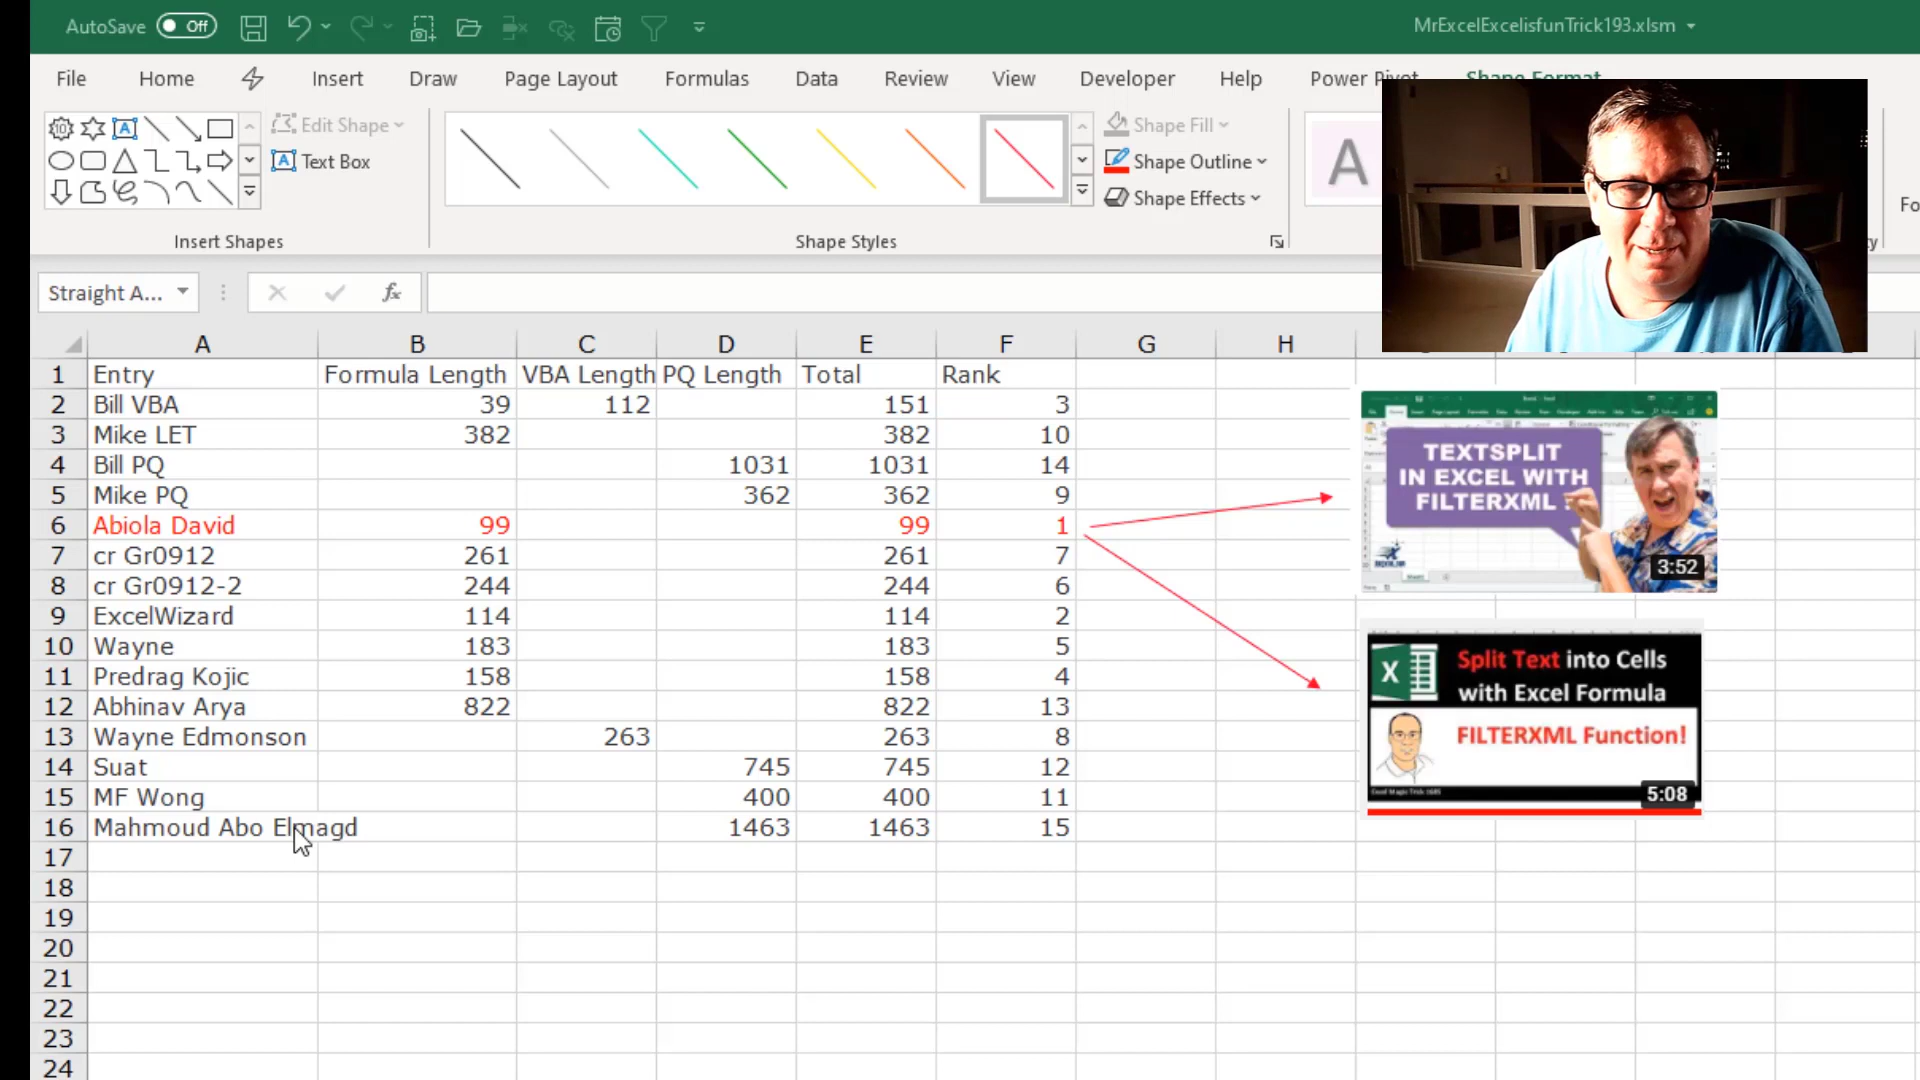 AutoSave Off
MrExcelExcelisfunTrick193.xlsm
File Home Insert Draw Page Layout Formulas Data Review View Developer Help Power Pivot Shape Format
Edit Shape
Text Box
Insert Shapes
Shape Styles
Shape Fill
Shape Outline
Shape Effects
A
Fo
Straight A...
fx
A B C D E F G H
1 Entry Formula Length VBA Length PQ Length Total Rank
2 Bill VBA 39 112 151 3
3 Mike LET 382 382 10
4 Bill PQ 1031 1031 14
5 Mike PQ 362 362 9
6 Abiola David 99 99 1
7 cr Gr0912 261 261 7
8 cr Gr0912-2 244 244 6
9 ExcelWizard 114 114 2
10 Wayne 183 183 5
11 Predrag Kojic 158 158 4
12 Abhinav Arya 822 822 13
13 Wayne Edmonson 263 263 8
14 Suat 745 745 12
15 MF Wong 400 400 11
16 Mahmoud Abo Elmagd 1463 1463 15
17
18
19
20
21
22
23
24
TEXTSPLIT
IN EXCEL WITH
FILTERXML
3:52
X
Split Text into Cells
with Excel Formula
FILTERXML Function!
5:08